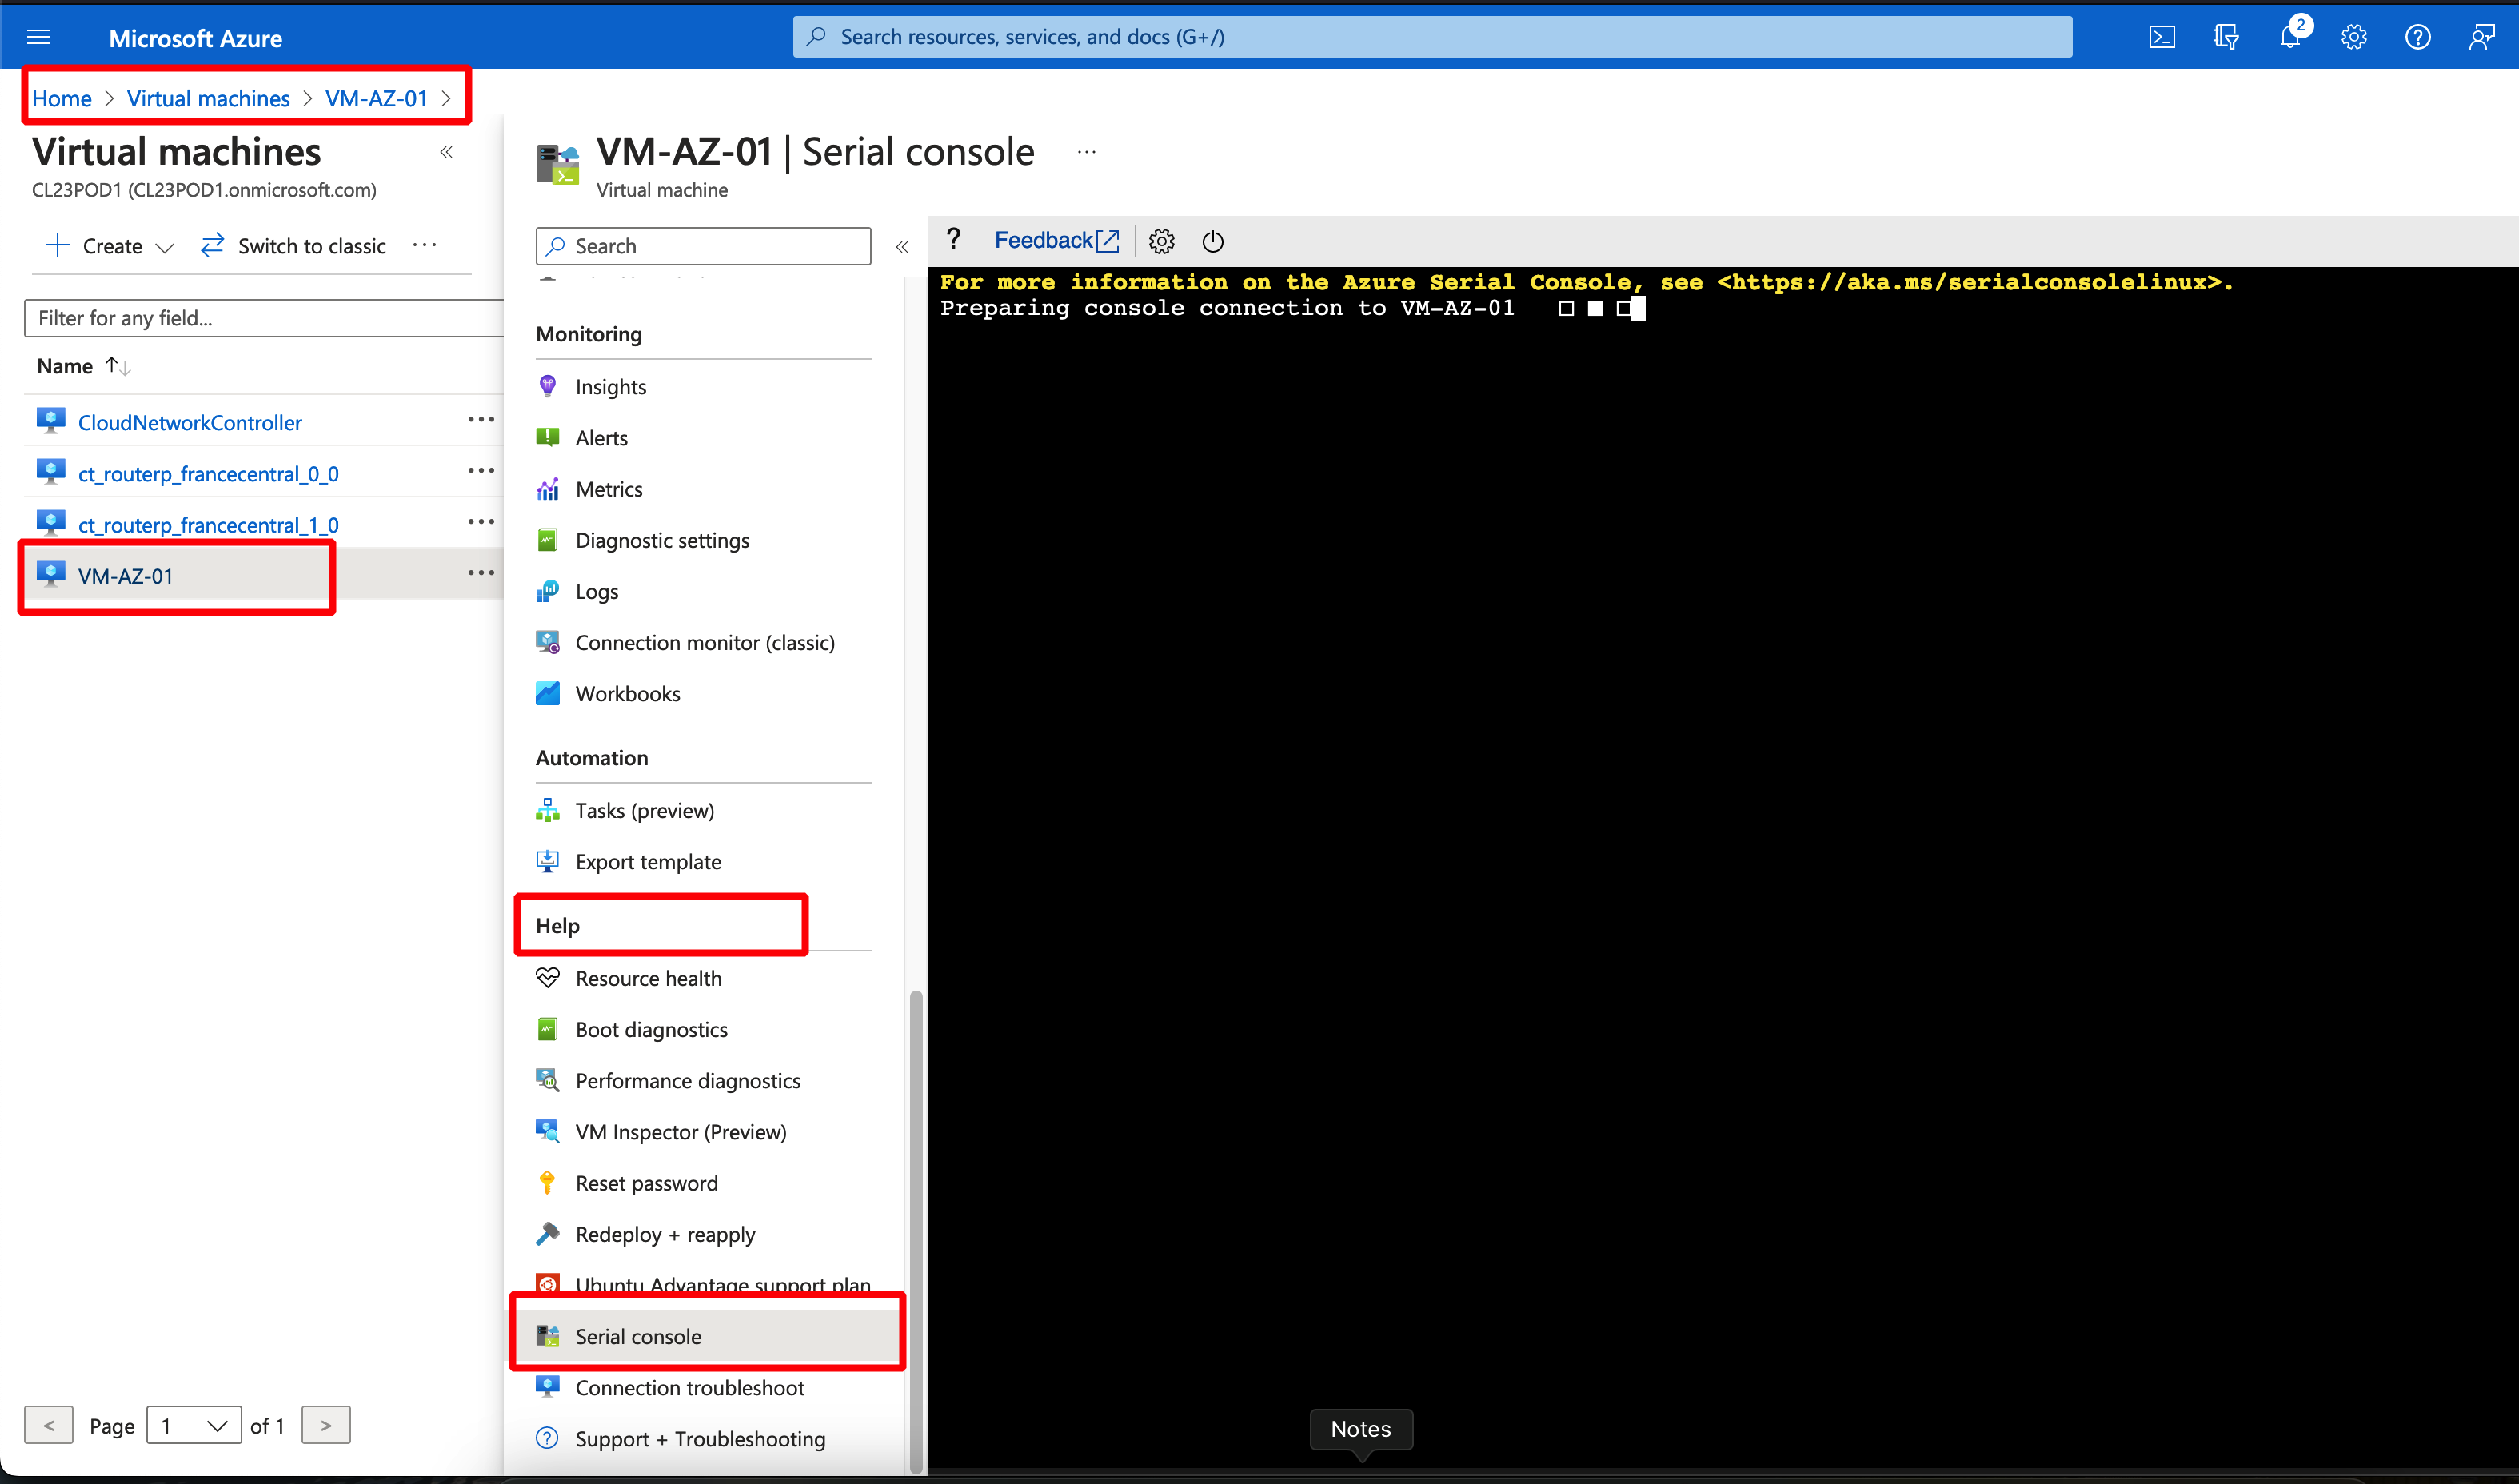 Microsoft Azure
Search resources, services, and docs (G+/)
2
Home > Virtual machines > VM-AZ-01 >
Virtual machines
CL23POD1 (CL23POD1.onmicrosoft.com)
Create
Switch to classic
Filter for any field...
Name
CloudNetworkController
ct_routerp_francecentral_0_0
ct_routerp_francecentral_1_0
VM-AZ-01
< Page 1 of 1 >
VM-AZ-01 | Serial console
Virtual machine
Search
Run command
Monitoring
Insights
Alerts
Metrics
Diagnostic settings
Logs
Connection monitor (classic)
Workbooks
Automation
Tasks (preview)
Export template
Help
Resource health
Boot diagnostics
Performance diagnostics
VM Inspector (Preview)
Reset password
Redeploy + reapply
Ubuntu Advantage support plan
Serial console
Connection troubleshoot
Support + Troubleshooting
? Feedback
For more information on the Azure Serial Console, see <https://aka.ms/serialconsolelinux>.
Preparing console connection to VM-AZ-01
Notes